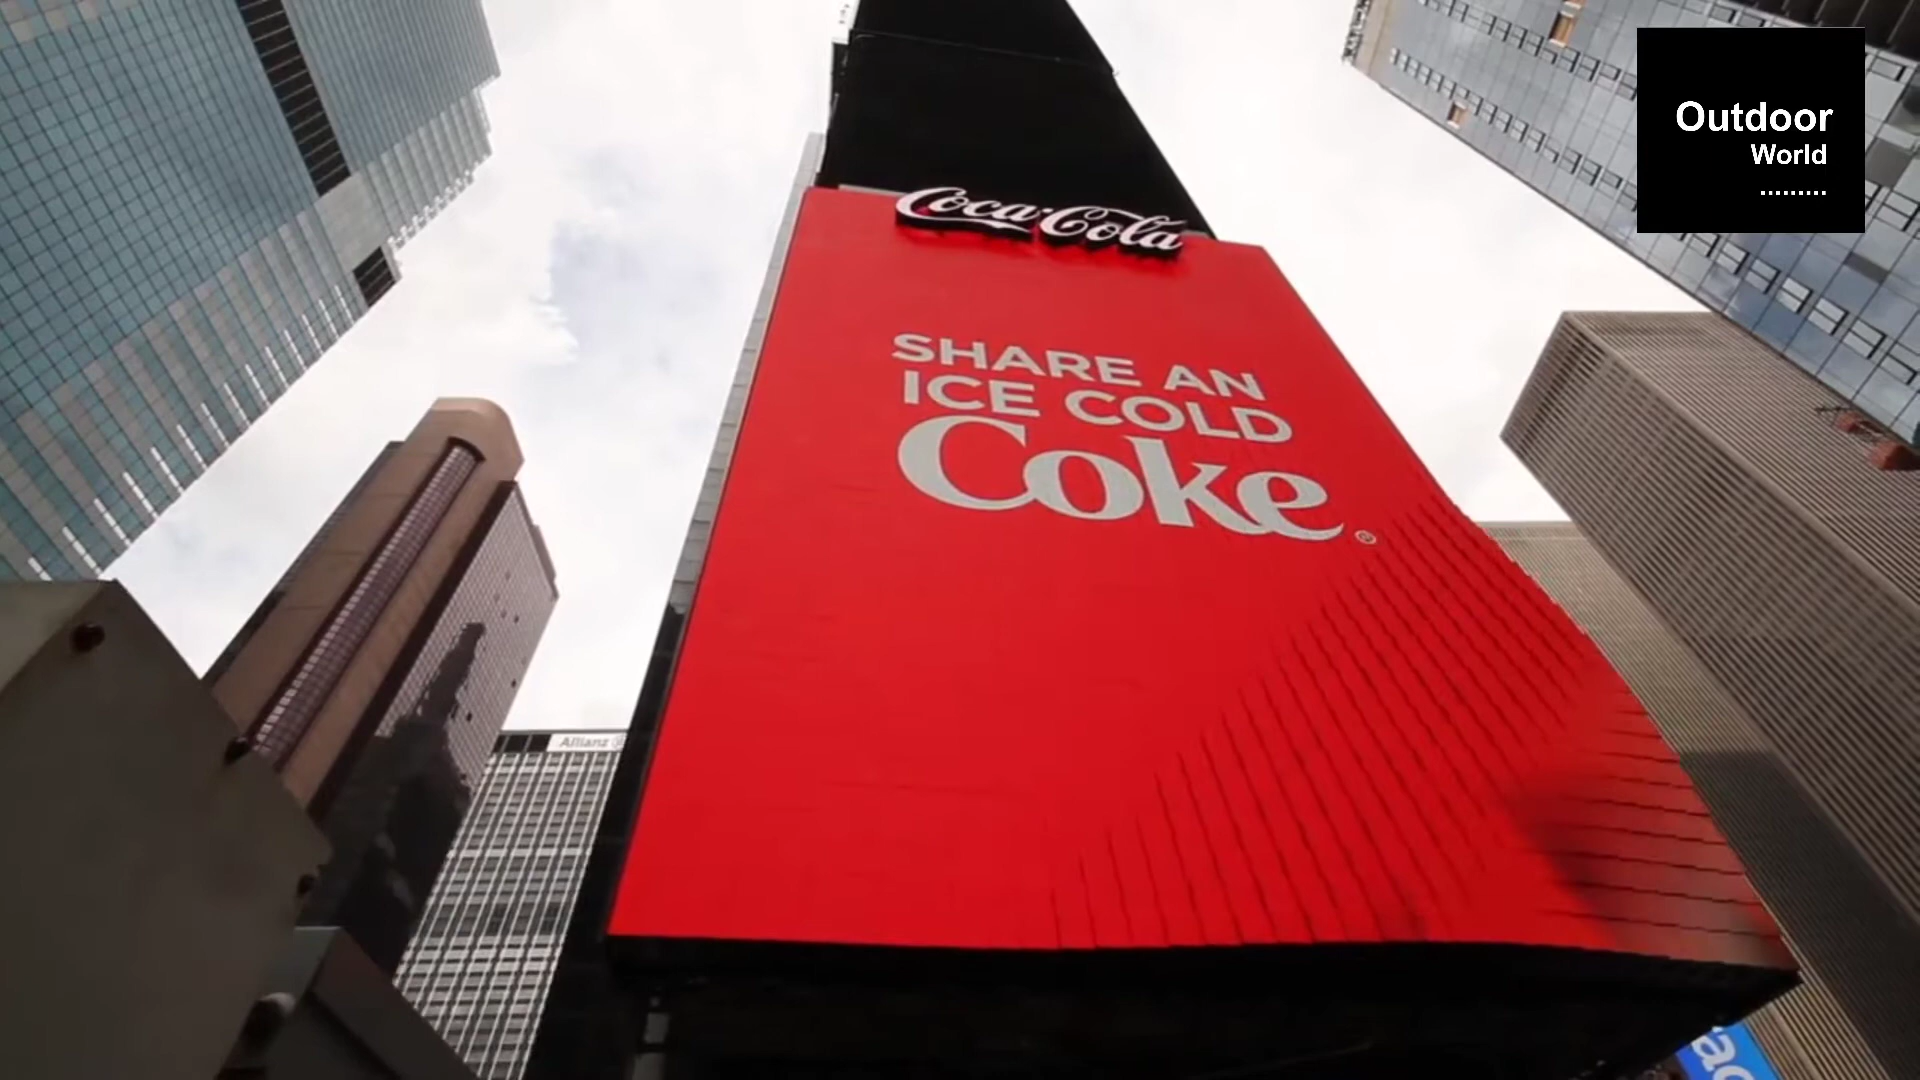 Outdoor
World
.........
Coca-Cola
SHARE AN
ICE COLD
Coke®
Allianz